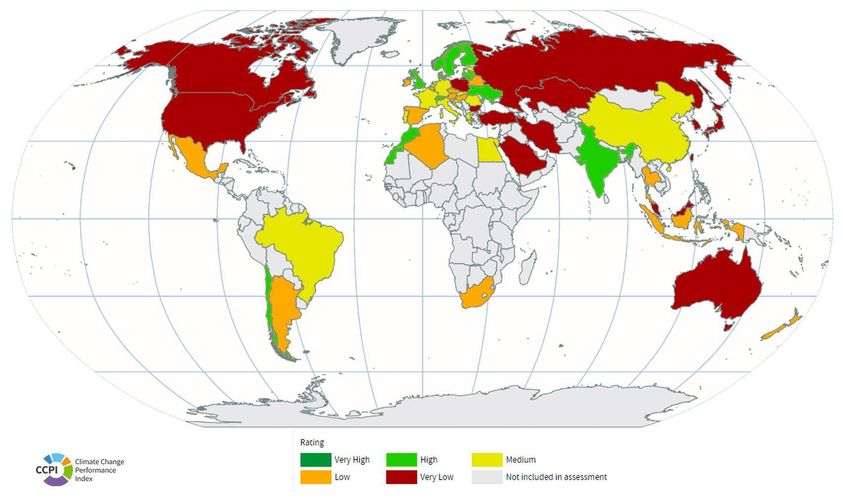 Rating
Very High
High
Medium
Low
Very Low
Not included in assessment
CCPI
Climate Change
Performance
Index